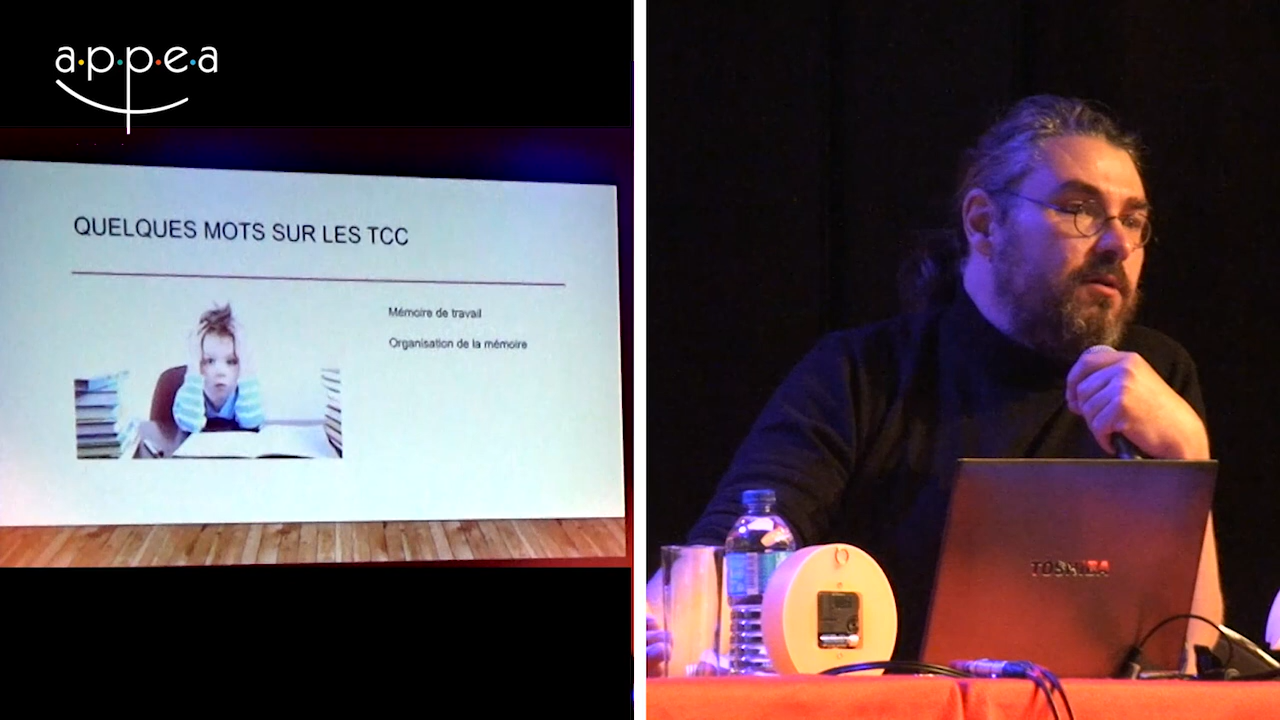 a·p·p·e·a
QUELQUES MOTS SUR LES TCC
Mémoire de travail
Organisation de la mémoire
TOSHIBA